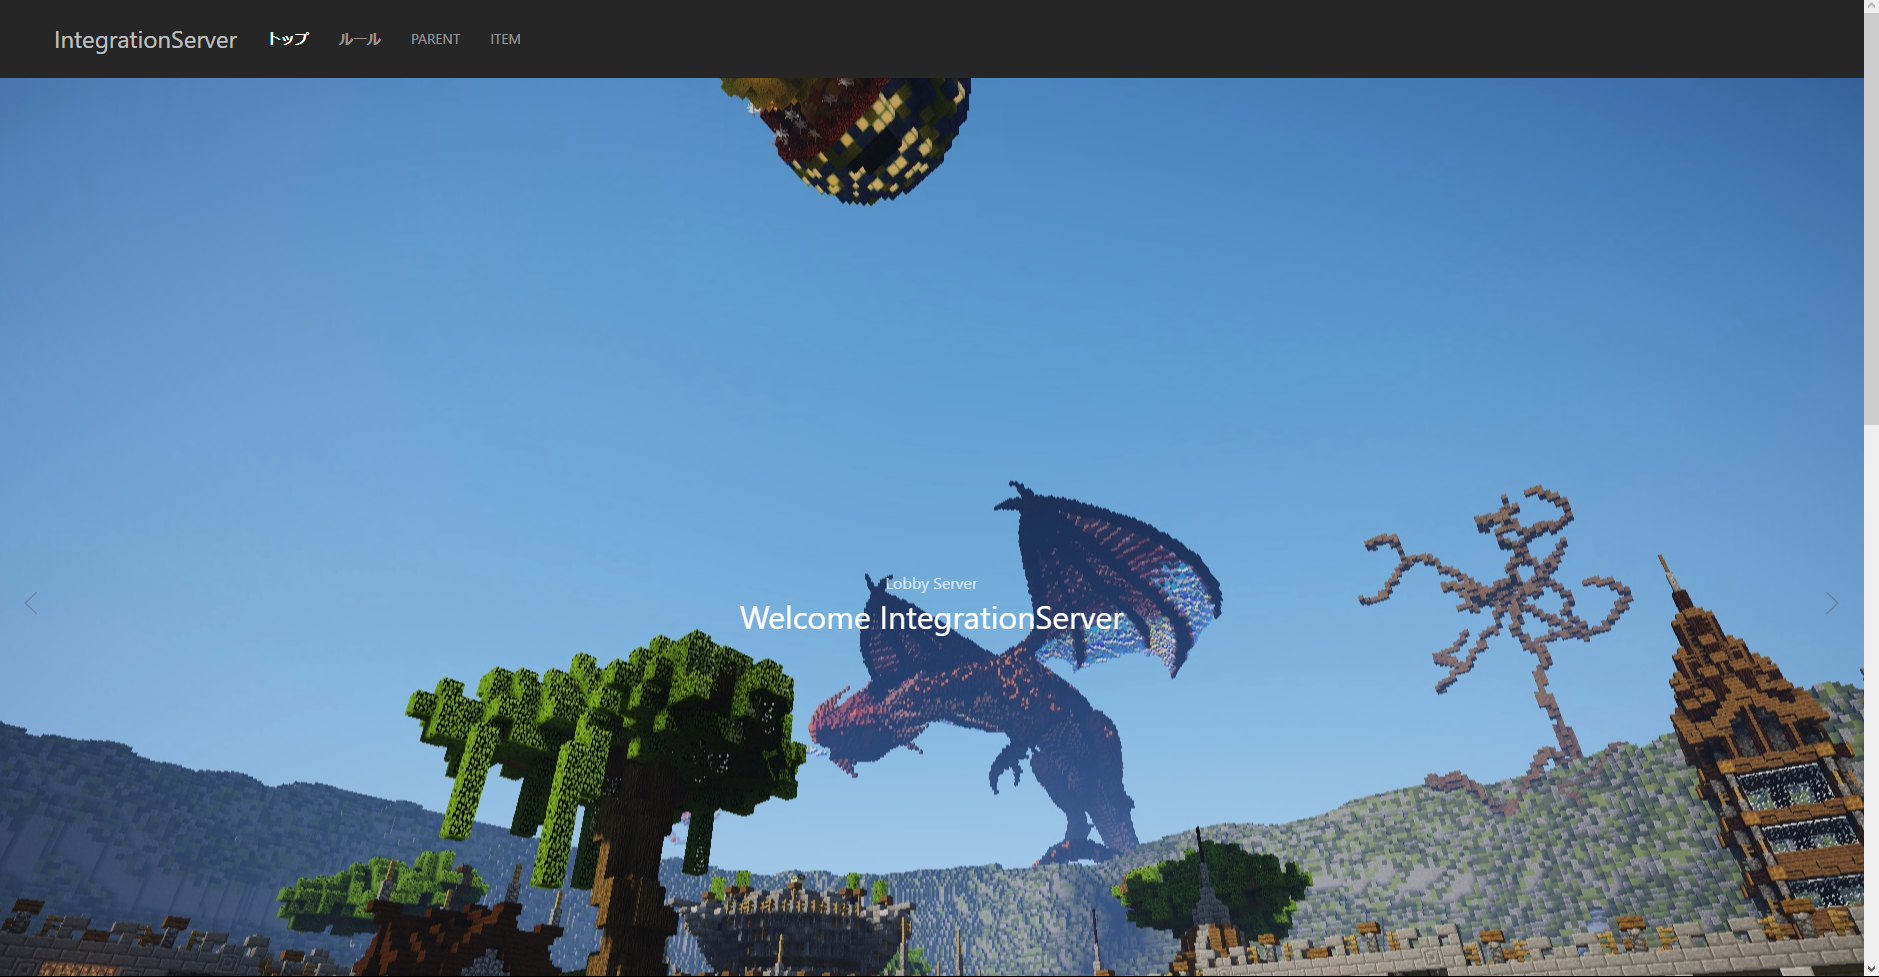 IntegrationServer トップ ルール PARENT ITEM
Lobby Server
Welcome IntegrationServer